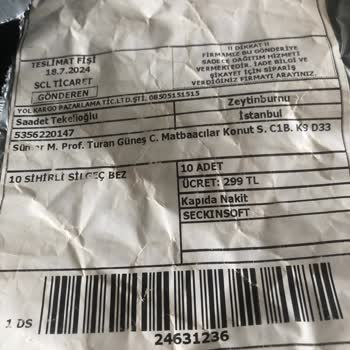 TESLİMAT FİŞİ
18.7.2024
SCL TİCARET
GÖNDEREN
!! DİKKAT !!
FİRMAMIZ BU GÖNDERİYE
SADECE DAĞITIM HİZMETİ
VERMEKTEDİR. İADE BİLGİ VE
ŞİKAYET İÇİN SİPARİŞ
VERDİĞİNİZ FİRMAYI ARAYINIZ.
YOL KARGO PAZARLAMA TİC.LTD.ŞTİ. 08505151515
Zeytinburnu
Saadet Tekelioğlu
İstanbul
5356220147
Sümer M. Prof. Turan Güneş C. Matbaacılar Konut S. C1B. K9 D33
10 SİHİRLİ SİLGEÇ BEZ
10 ADET
ÜCRET: 299 TL
Kapıda Nakit
SECKINSOFT
1 DS
24631236